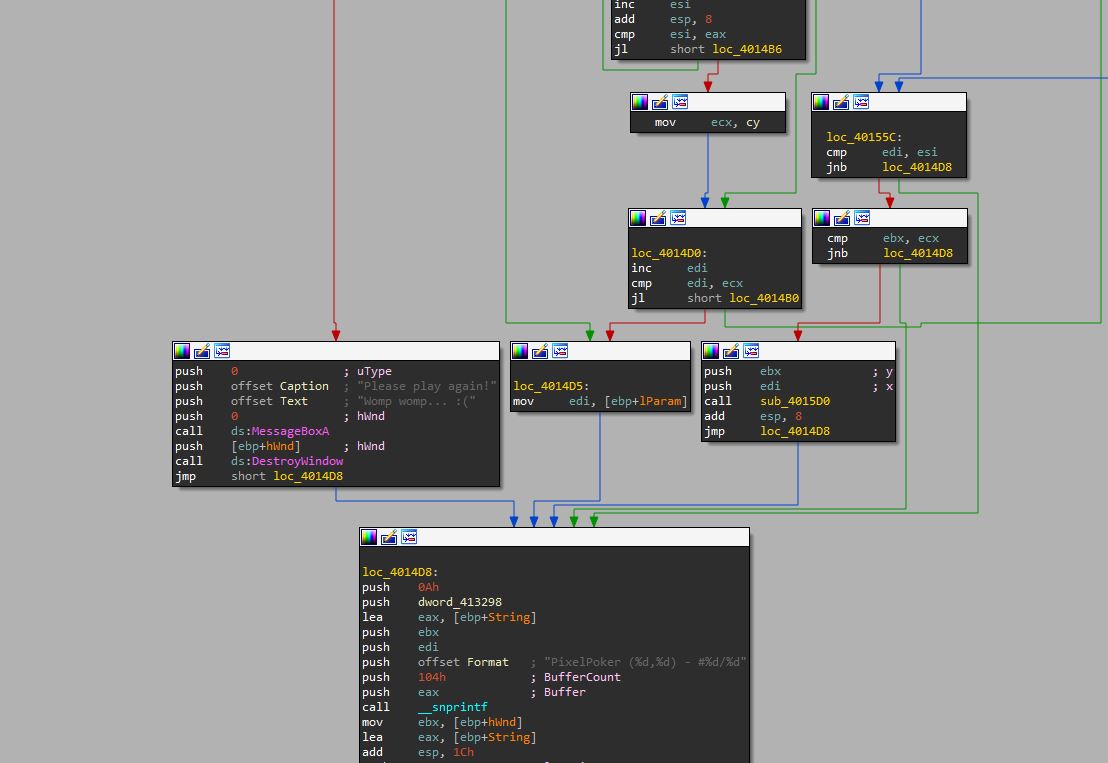 inc esi
add esp, 8
cmp esi, eax
jl short loc_4014B6
mov ecx, cy
loc_40155C:
cmp edi, esi
jnb loc_4014D8
loc_4014D0:
inc edi
cmp edi, ecx
jl short loc_4014B0
cmp ebx, ecx
jnb loc_4014D8
push 0 ; uType
push offset Caption ; "Please play again!"
push offset Text ; "Womp womp... :("
push 0 ; hWnd
call ds:MessageBoxA
push [ebp+hWnd] ; hWnd
call ds:DestroyWindow
jmp short loc_4014D8
loc_4014D5:
mov edi, [ebp+lParam]
push ebx ; y
push edi ; x
call sub_4015D0
add esp, 8
jmp loc_4014D8
loc_4014D8:
push 0Ah
push dword_413298
lea eax, [ebp+String]
push ebx
push edi
push offset Format ; "PixelPoker (%d,%d) - #%d/%d"
push 104h ; BufferCount
push eax ; Buffer
call __snprintf
mov ebx, [ebp+hWnd]
lea eax, [ebp+String]
add esp, 1Ch